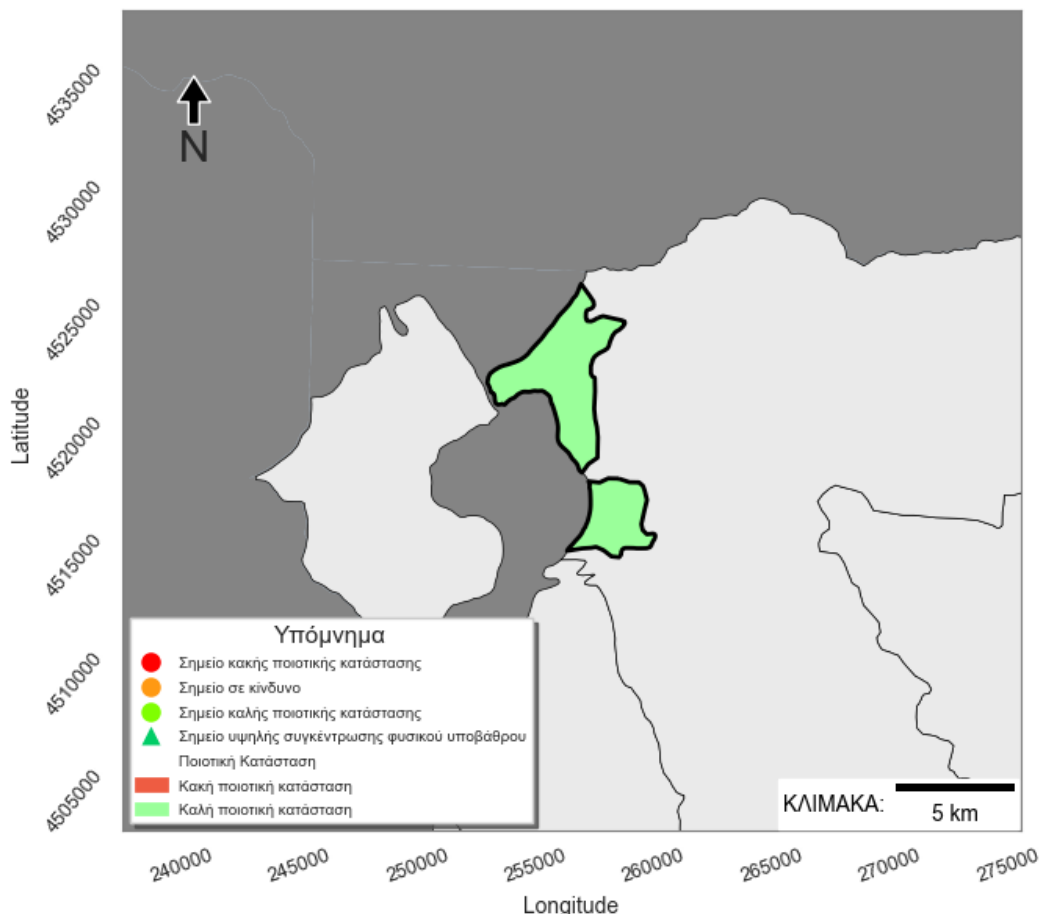 N
4535000
4530000
4525000
4520000
4515000
4510000
4505000
Latitude
Υπόμνημα
Σημείο κακής ποιοτικής κατάστασης
Σημείο σε κίνδυνο
Σημείο καλής ποιοτικής κατάστασης
Σημείο υψηλής συγκέντρωσης φυσικού υποβάθρου
Ποιοτική Κατάσταση
Κακή ποιοτική κατάσταση
Καλή ποιοτική κατάσταση
ΚΛΙΜΑΚΑ:
5 km
240000
245000
250000
255000
260000
265000
270000
275000
Longitude